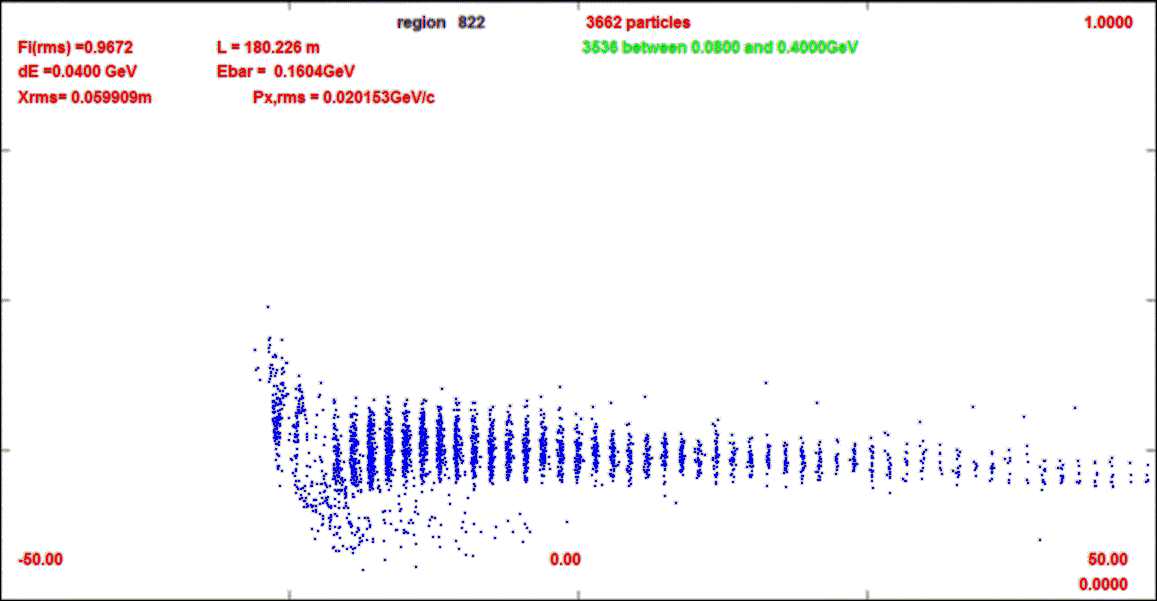 region 822 3662 particles 1.0000
Fi(rms) =0.9672 L = 180.226 m 3536 between 0.0800 and 0.4000GeV
dE =0.0400 GeV Ebar = 0.1604GeV
Xrms= 0.059909m Px,rms = 0.020153GeV/c
-50.00 0.00 50.00
0.0000